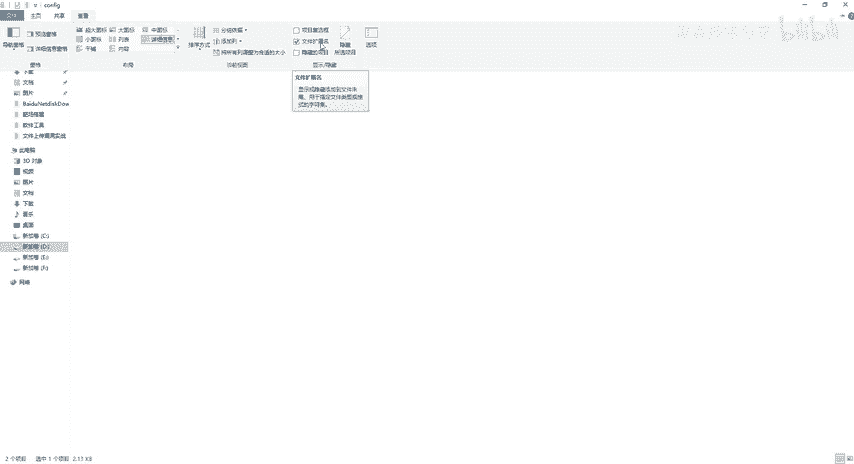 config
文件 主页 共享 查看
导航窗格
预览窗格
详细信息窗格
窗格
超大图标 大图标 中图标
小图标 列表 详细信息
平铺 内容
布局
排序方式
分组依据
添加列
将所有列调整为合适的大小
当前视图
项目复选框
文件扩展名
隐藏的项目
隐藏
所选项目
显示/隐藏
选项
文件扩展名
显示或隐藏添加到文件末
尾、用于指定文件类型或格
式的字符集。
下载
文档
图片
BaiduNetdiskDow
软件工具
文件上传漏洞实战
此电脑
3D 对象
视频
图片
文档
下载
音乐
桌面
新加卷 (C:)
新加卷 (D:)
新加卷 (E:)
新加卷 (F:)
网络
2 个项目 选中 1 个项目 2.13 KB
bilibili